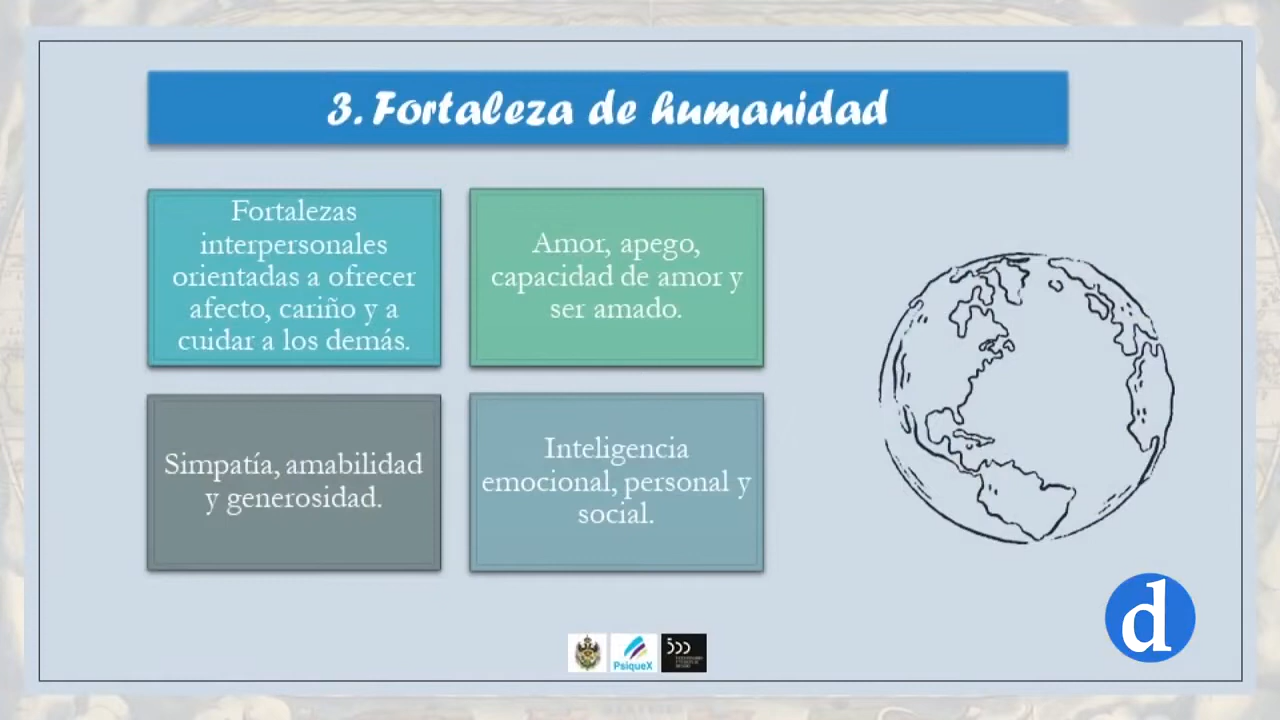 3. Fortaleza de humanidad
Fortalezas
interpersonales
orientadas a ofrecer
afecto, cariño y a
cuidar a los demás.
Amor, apego,
capacidad de amor y
ser amado.
Simpatía, amabilidad
y generosidad.
Inteligencia
emocional, personal y
social.
PsiqueX
d